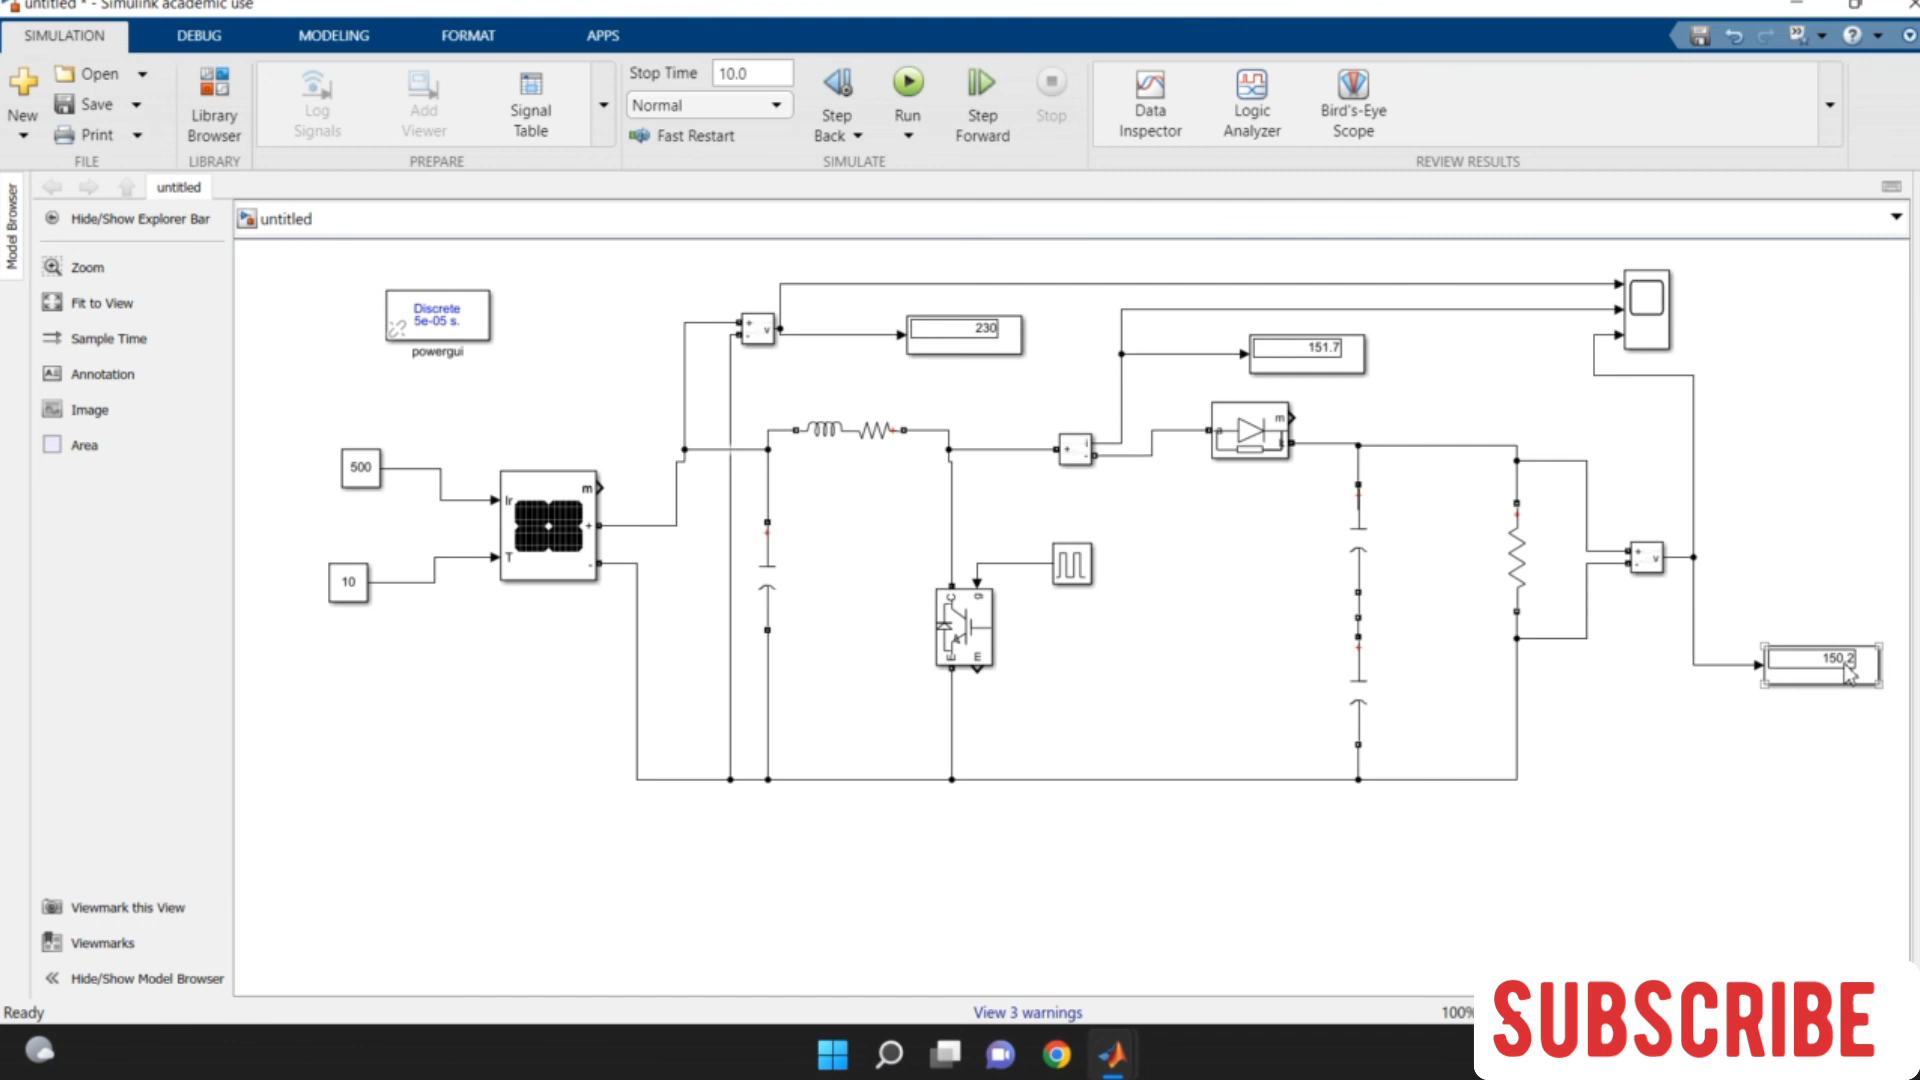 untitled * - Simulink academic use
SIMULATION
DEBUG
MODELING
FORMAT
APPS
New
Open
Save
Print
FILE
Library
Browser
LIBRARY
Log
Signals
Add
Viewer
Signal
Table
PREPARE
Stop Time 10.0
Normal
Fast Restart
Step
Back
Run
Step
Forward
Stop
SIMULATE
Data
Inspector
Logic
Analyzer
Bird's-Eye
Scope
REVIEW RESULTS
Model Browser
untitled
Hide/Show Explorer Bar
untitled
Zoom
Fit to View
Sample Time
Annotation
Image
Area
Discrete
5e-05 s.
powergui
+
-
v
230
151.7
m
a
k
+
i
-
500
10
Ir
T
m
+
-
C
g
E
m
+
-
v
150.2
Viewmark this View
Viewmarks
Hide/Show Model Browser
Ready
View 3 warnings
100%
SUBSCRIBE